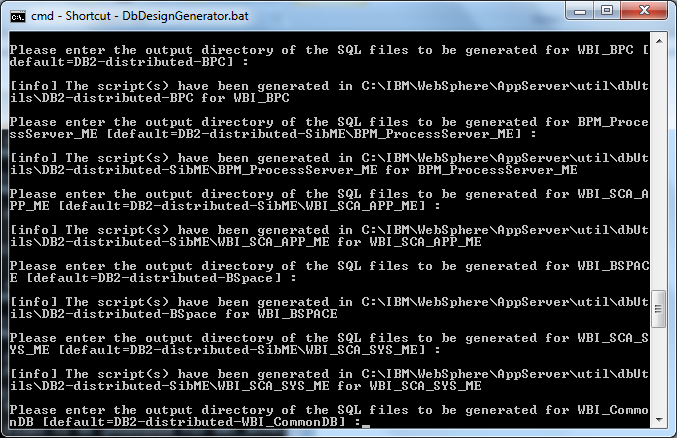 cmd - Shortcut - DbDesignGenerator.bat
Please enter the output directory of the SQL files to be generated for WBI_BPC [
default=DB2-distributed-BPC] :
[info] The script(s) have been generated in C:\IBM\WebSphere\AppServer\util\dbUt
ils\DB2-distributed-BPC for WBI_BPC
Please enter the output directory of the SQL files to be generated for BPM_Proce
ssServer_ME [default=DB2-distributed-SibME\BPM_ProcessServer_ME] :
[info] The script(s) have been generated in C:\IBM\WebSphere\AppServer\util\dbUt
ils\DB2-distributed-SibME\BPM_ProcessServer_ME for BPM_ProcessServer_ME
Please enter the output directory of the SQL files to be generated for WBI_SCA_A
PP_ME [default=DB2-distributed-SibME\WBI_SCA_APP_ME] :
[info] The script(s) have been generated in C:\IBM\WebSphere\AppServer\util\dbUt
ils\DB2-distributed-SibME\WBI_SCA_APP_ME for WBI_SCA_APP_ME
Please enter the output directory of the SQL files to be generated for WBI_BSPAC
E [default=DB2-distributed-BSpace] :
[info] The script(s) have been generated in C:\IBM\WebSphere\AppServer\util\dbUt
ils\DB2-distributed-BSpace for WBI_BSPACE
Please enter the output directory of the SQL files to be generated for WBI_SCA_S
YS_ME [default=DB2-distributed-SibME\WBI_SCA_SYS_ME] :
[info] The script(s) have been generated in C:\IBM\WebSphere\AppServer\util\dbUt
ils\DB2-distributed-SibME\WBI_SCA_SYS_ME for WBI_SCA_SYS_ME
Please enter the output directory of the SQL files to be generated for WBI_Commo
nDB [default=DB2-distributed-WBI_CommonDB] :